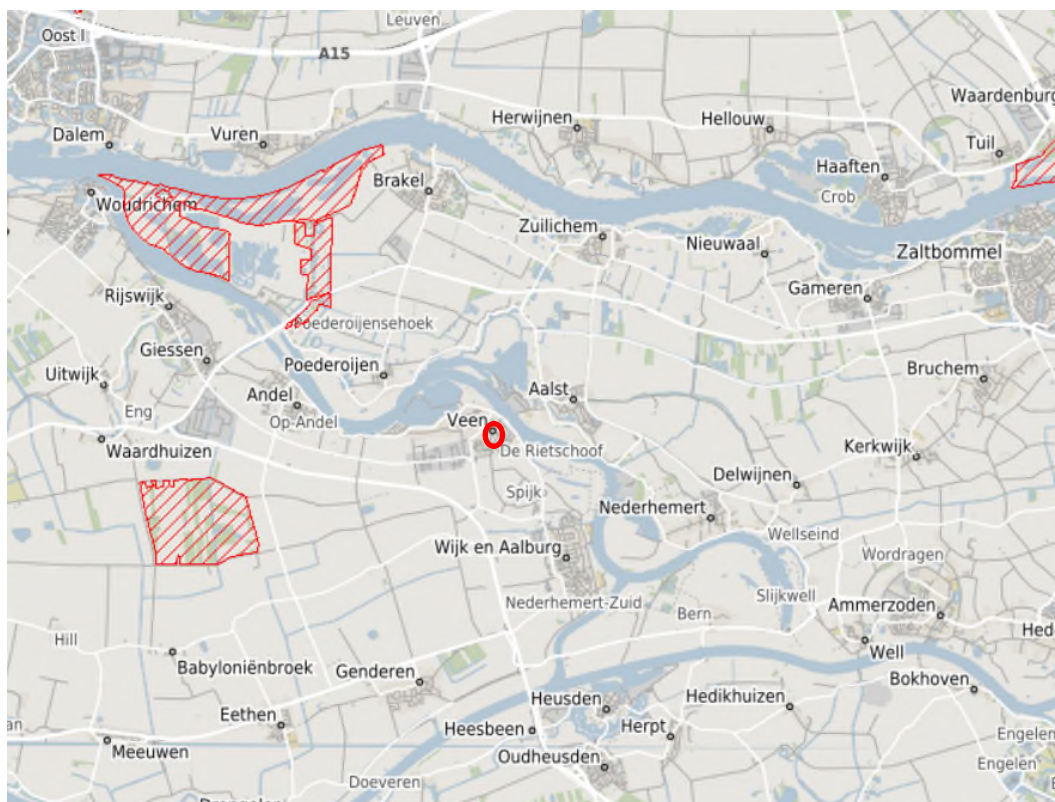 Leuven
Oost I
A15
Waardenburg
Herwijnen
Hellouw
Dalem
Vuren
Tuil
Haaften
Brakel
Crob
Woudrichem
Zuilichem
Nieuwaal
Zaltbommel
Gameren
Rijswijk
Poederoijensehoek
Giessen
Poederoijen
Bruchem
Uitwijk
Aalst
Andel
Eng
Op-Andel
Veen
Waardhuizen
De Rietschoof
Kerkwijk
Delwijnen
Spijk
Nederhemert
Wellseind
Wijk en Aalburg
Wordragen
Slijkwell
Nederhemert-Zuid
Bern
Ammerzoden
Hill
Hed
Babyloniënbroek
Well
Genderen
Bokhoven
Heusden
Hedikhuizen
Eethen
an
Heesbeen
Herpt
Engelen
Meeuwen
Oudheusden
Engelen
Doeveren